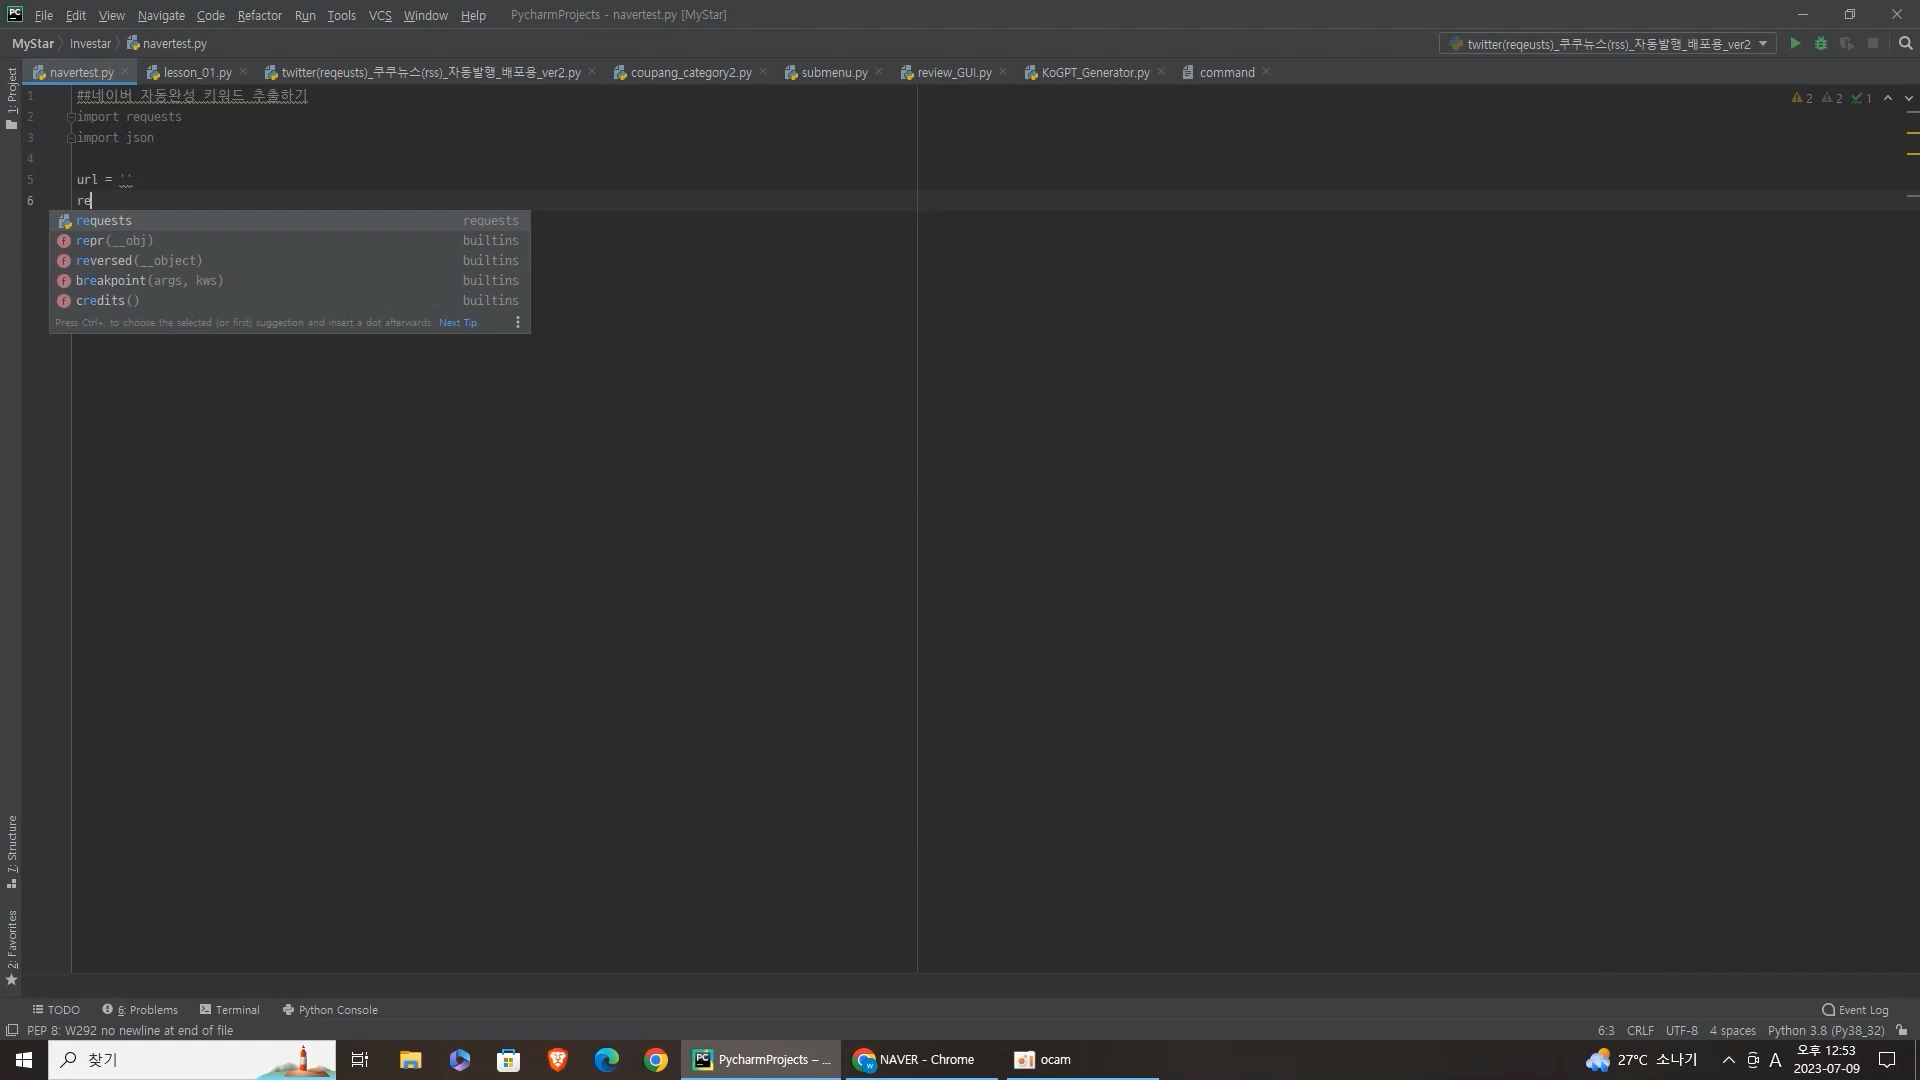 File Edit View Navigate Code Refactor Run Tools VCS Window Help PycharmProjects - navertest.py [MyStar]
MyStar Investar navertest.py twitter(reqeusts)_쿠쿠뉴스(rss)_자동발행_배포용_ver2
navertest.py lesson_01.py twitter(reqeusts)_쿠쿠뉴스(rss)_자동발행_배포용_ver2.py coupang_category2.py submenu.py review_GUI.py KoGPT_Generator.py command
1: Project
1 ##네이버 자동완성 키워드 추출하기
2 2 1
2 import requests
3 import json
4
5 url = ''
6 re
requests requests
repr(__obj) builtins
reversed(__object) builtins
breakpoint(args, kws) builtins
credits() builtins
Press Ctrl+. to choose the selected (or first) suggestion and insert a dot afterwards Next Tip
7: Structure
2: Favorites
TODO 6: Problems Terminal Python Console Event Log
PEP 8: W292 no newline at end of file 6:3 CRLF UTF-8 4 spaces Python 3.8 (Py38_32)
찾기 PycharmProjects – ... NAVER - Chrome ocam 27°C 소나기 A 오후 12:53
2023-07-09